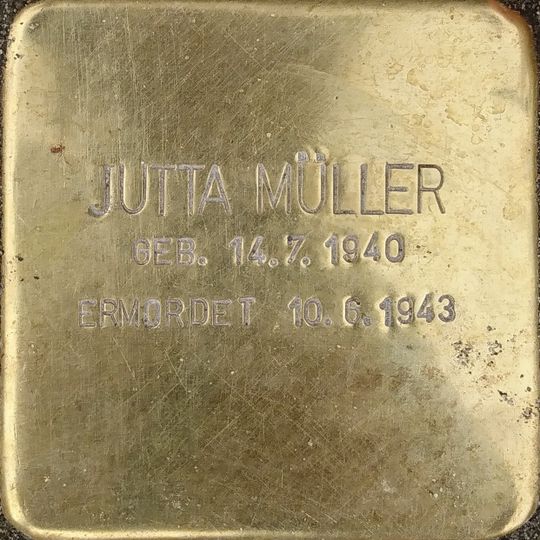 JUTTA MÜLLER
GEB. 14.7.1940
ERMORDET 10.6.1943